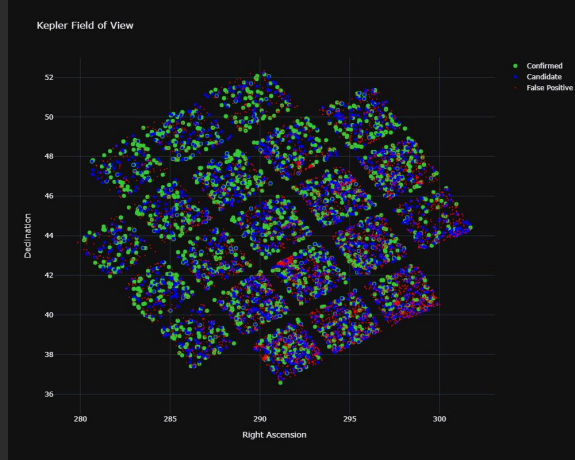 Kepler Field of View
Confirmed
Candidate
False Positive
52
50
48
46
44
42
40
38
36
Declination
280
285
290
295
300
Right Ascension